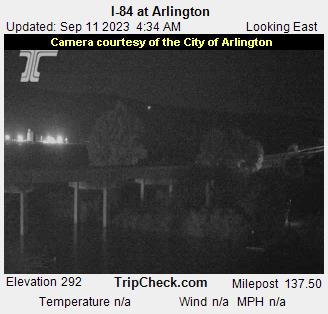 I-84 at Arlington
Updated: Sep 11 2023 4:34 AM Looking East
Camera courtesy of the City of Arlington
Elevation 292 TripCheck.com Milepost 137.50
Temperature n/a Wind n/a MPH n/a